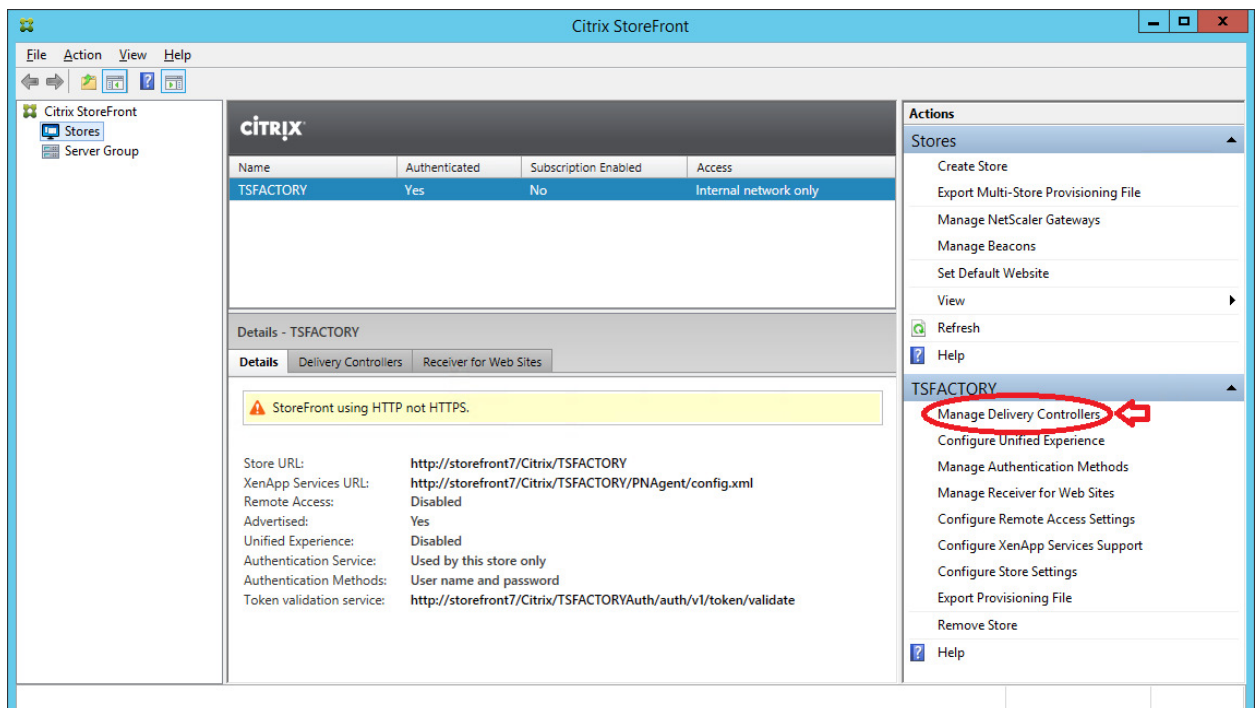 Citrix StoreFront
File Action View Help
Citrix StoreFront
Stores
Server Group
CİTRIX
Name Authenticated Subscription Enabled Access
TSFACTORY Yes No Internal network only
Details - TSFACTORY
Details Delivery Controllers Receiver for Web Sites
StoreFront using HTTP not HTTPS.
Store URL: http://storefront7/Citrix/TSFACTORY
XenApp Services URL: http://storefront7/Citrix/TSFACTORY/PNAgent/config.xml
Remote Access: Disabled
Advertised: Yes
Unified Experience: Disabled
Authentication Service: Used by this store only
Authentication Methods: User name and password
Token validation service: http://storefront7/Citrix/TSFACTORYAuth/auth/v1/token/validate
Actions
Stores
Create Store
Export Multi-Store Provisioning File
Manage NetScaler Gateways
Manage Beacons
Set Default Website
View
Refresh
Help
TSFACTORY
Manage Delivery Controllers
Configure Unified Experience
Manage Authentication Methods
Manage Receiver for Web Sites
Configure Remote Access Settings
Configure XenApp Services Support
Configure Store Settings
Export Provisioning File
Remove Store
Help